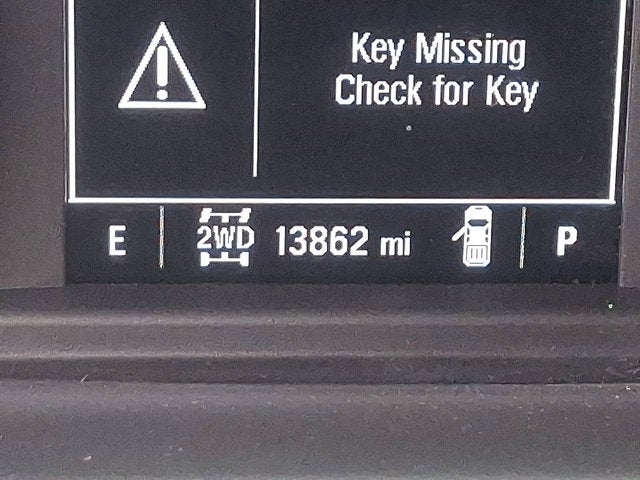 Key Missing
Check for Key
E 2WD 13862 mi P